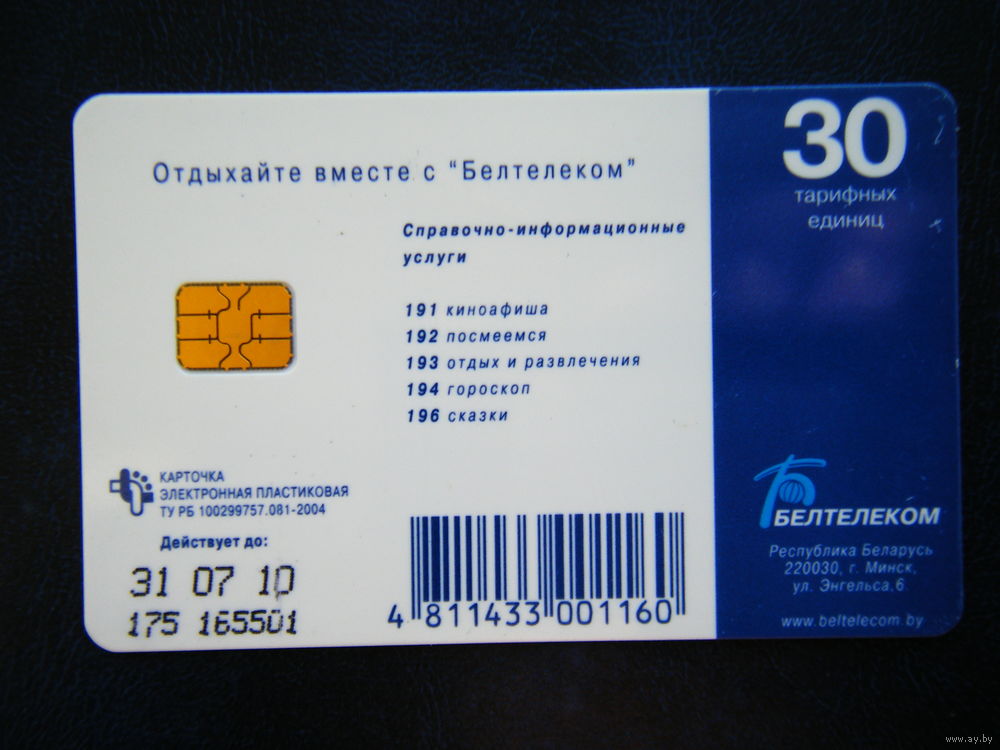 Отдыхайте вместе с "Белтелеком"
Справочно-информационные
услуги
191 киноафиша
192 посмеемся
193 отдых и развлечения
194 гороскоп
196 сказки
КАРТОЧКА
ЭЛЕКТРОННАЯ ПЛАСТИКОВАЯ
ТУ РБ 100299757.081-2004
Действует до:
31 07 10
175 165501
4 811433 001160
30
тарифных
единиц
БЕЛТЕЛЕКОМ
Республика Беларусь
220030, г. Минск,
ул. Энгельса,6
www.beltelecom.by
www.ay.by